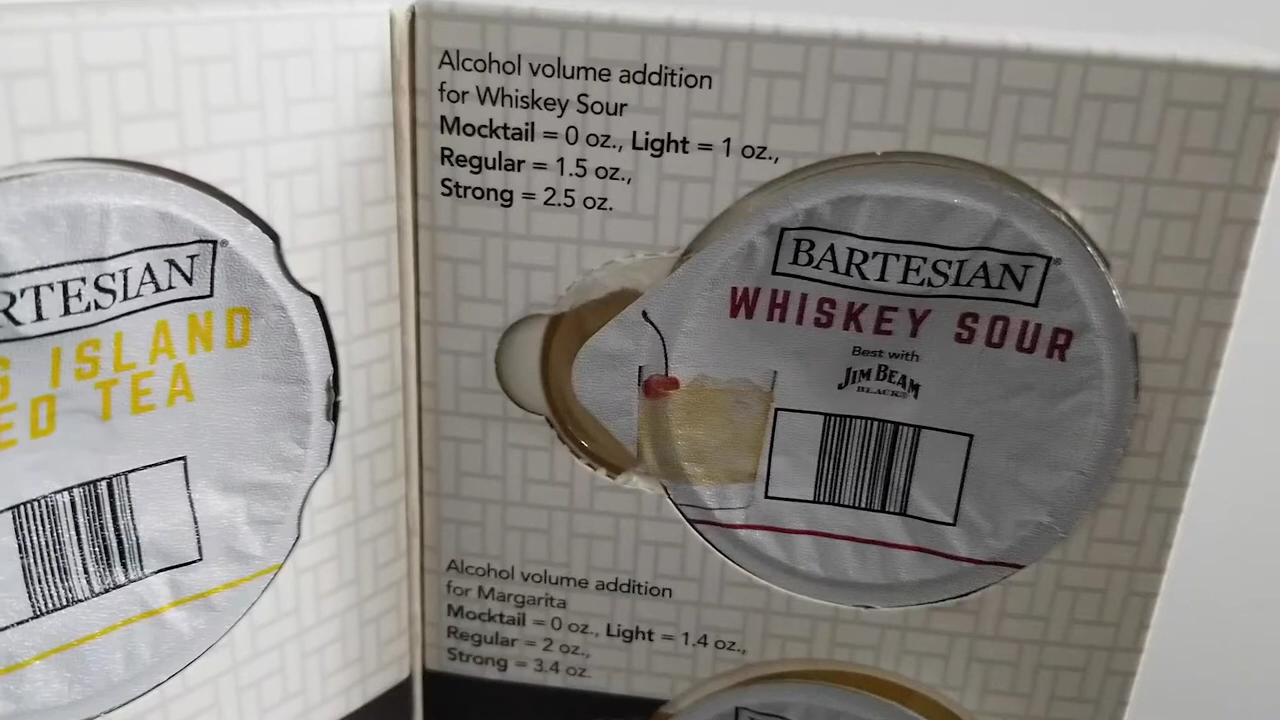 RTESIAN®
ISLAND
TEA
Alcohol volume addition
for Whiskey Sour
Mocktail = 0 oz., Light = 1 oz.,
Regular = 1.5 oz.,
Strong = 2.5 oz.
BARTESIAN®
WHISKEY SOUR
Best with
JIM BEAM
BLACK®
Alcohol volume addition
for Margarita
Mocktail = 0 oz., Light = 1.4 oz.,
Regular = 2 oz.,
Strong = 3.4 oz.